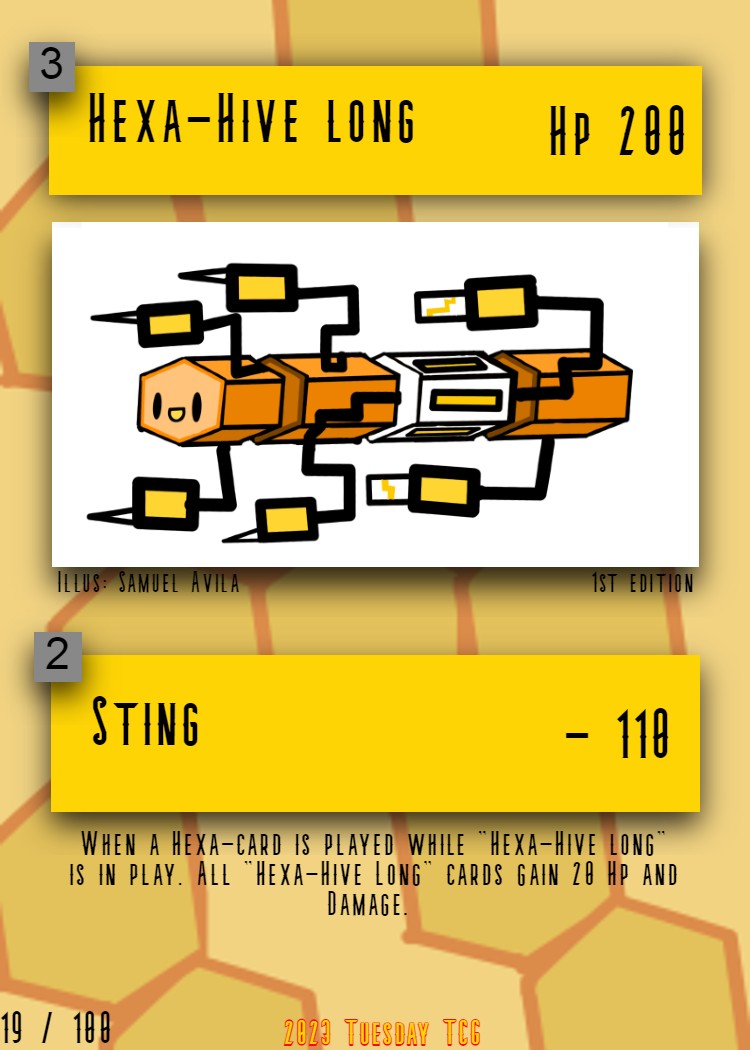 3
Hexa-Hive long
Hp 200
Illus: Samuel Avila
1st edition
2
Sting
- 110
When a Hexa-card is played while "Hexa-Hive long"
is in play. All "Hexa-Hive Long" cards gain 20 Hp and
Damage.
19 / 100
2023 Tuesday TCG